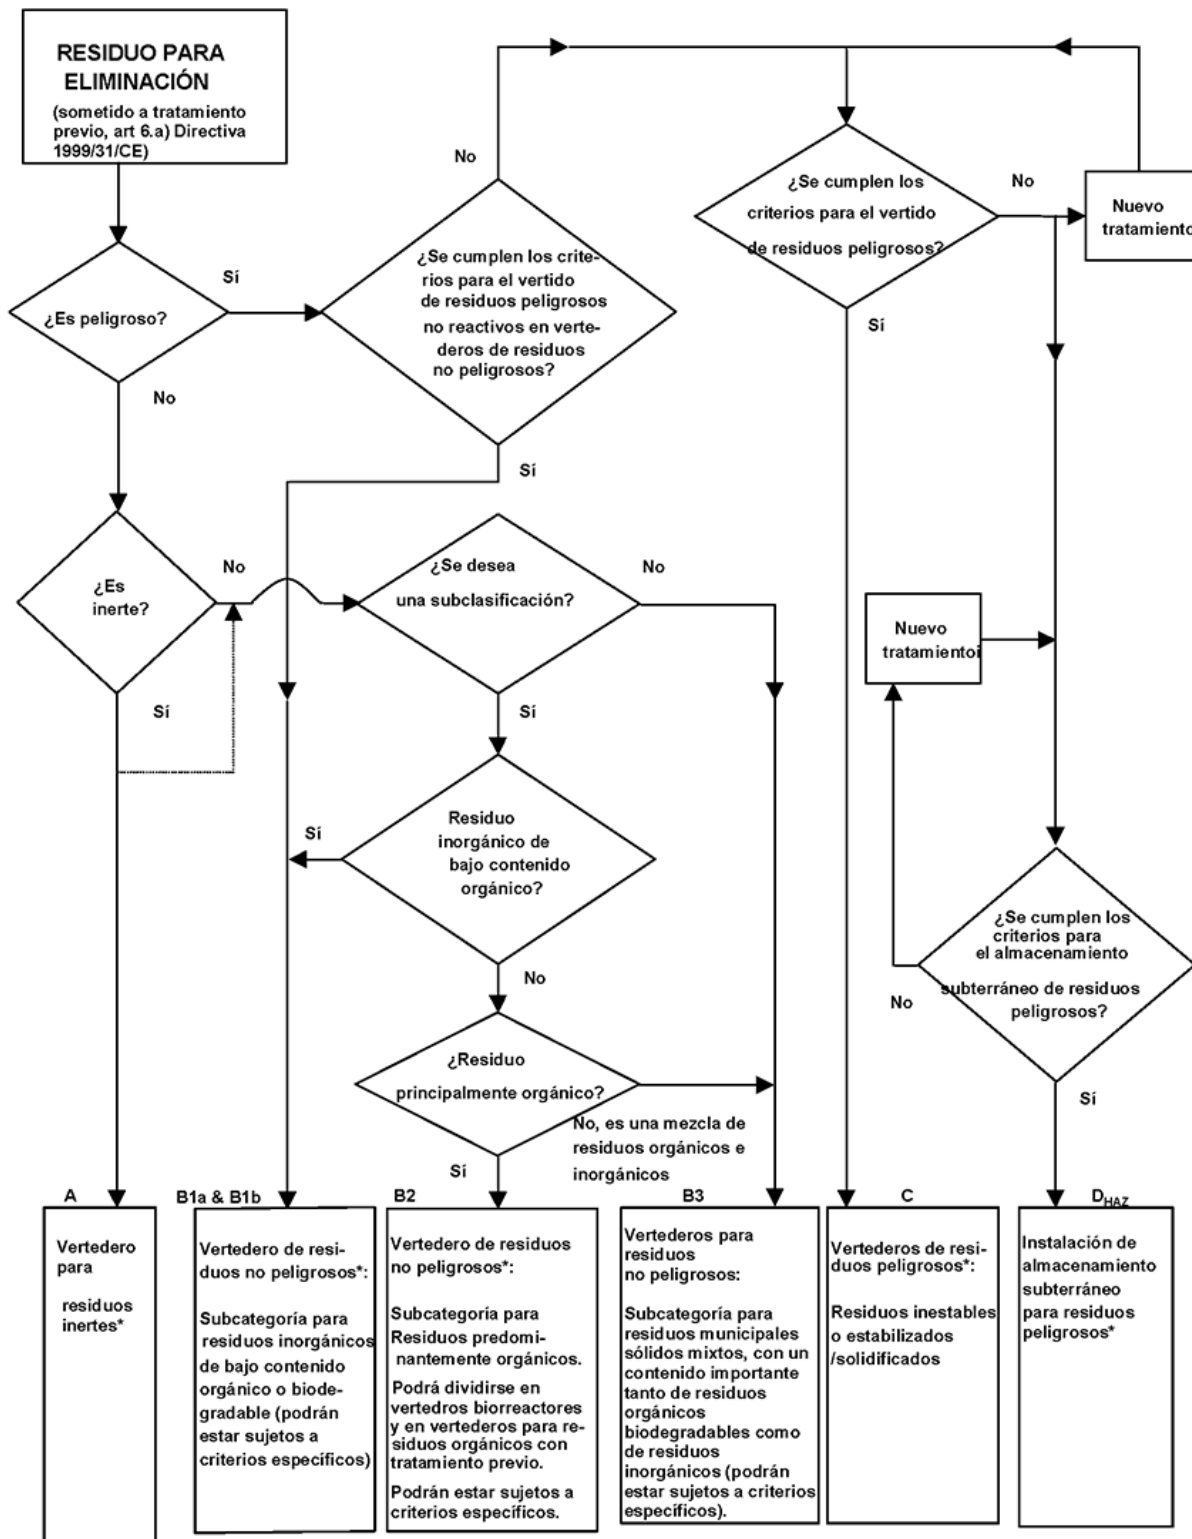 RESIDUO PARA
ELIMINACIÓN
(sometido a tratamiento
previo, art 6.a) Directiva
1999/31/CE)
No
¿Se cumplen los
criterios para el vertido
de residuos peligrosos?
No
Nuevo
tratamiento
¿Es peligroso?
Sí
¿Se cumplen los crite-
rios para el vertido
de residuos peligrosos
no reactivos en verte-
deros de residuos
no peligrosos?
Sí
No
Sí
¿Es
inerte?
No
¿Se desea
una subclasificación?
No
Nuevo
tratamientoi
Sí
Sí
Sí
Residuo
inorgánico de
bajo contenido
orgánico?
¿Se cumplen los
criterios para
el almacenamiento
subterráneo de residuos
peligrosos?
No
No
¿Residuo
principalmente orgánico?
Sí
No, es una mezcla de
residuos orgánicos e
inorgánicos
Sí
A
Vertedero
para
residuos
inertes*
B1a & B1b
Vertedero de resi-
duos no peligrosos*:
Subcategoría para
residuos inorgánicos
de bajo contenido
orgánico o biode-
gradable (podrán
estar sujetos a
criterios específicos)
B2
Vertedero de residuos
no peligrosos*:
Subcategoría para
Residuos predomi-
nantemente orgánicos.
Podrá dividirse en
vertedros biorreactores
y en vertederos para re-
siduos orgánicos con
tratamiento previo.
Podrán estar sujetos a
criterios específicos.
B3
Vertederos para
residuos
no peligrosos:
Subcategoría para
residuos municipales
sólidos mixtos, con un
contenido importante
tanto de residuos
orgánicos
biodegradables como
de residuos
inorgánicos (podrán
estar sujetos a criterios
específicos).
C
Vertederos de resi-
duos peligrosos*:
Residuos inestables
o estabilizados
/solidificados
DHAZ
Instalación de
almacenamiento
subterráneo
para residuos
peligrosos*